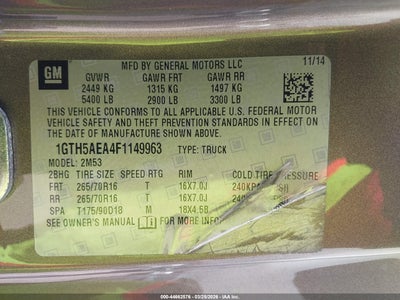 GM
MFD BY GENERAL MOTORS LLC
11/14
GVWR GAWR FRT GAWR RR
2449 KG 1315 KG 1497 KG
5400 LB 2900 LB 3300 LB
THIS VEHICLE CONFORMS TO ALL APPLICABLE U.S. FEDERAL MOTOR
VEHICLE SAFETY AND THEFT PREVENTION STANDARDS IN EFFECT ON
THE DATE OF MANUFACTURE SHOWN ABOVE.
1GTH5AEA4F1149963 TYPE: TRUCK
MODEL: 2M53
2BHG TIRE SIZE SPEED RTG RIM COLD TIRE
FRT 265/70R16 T 16X7.0J
RR 265/70R16 T 16X7.0J
SPA T175/90D18 M 18X4.5B
SEE OWNER'S MANUAL
000-44662576 - 03/29/2026 - IAA Inc.